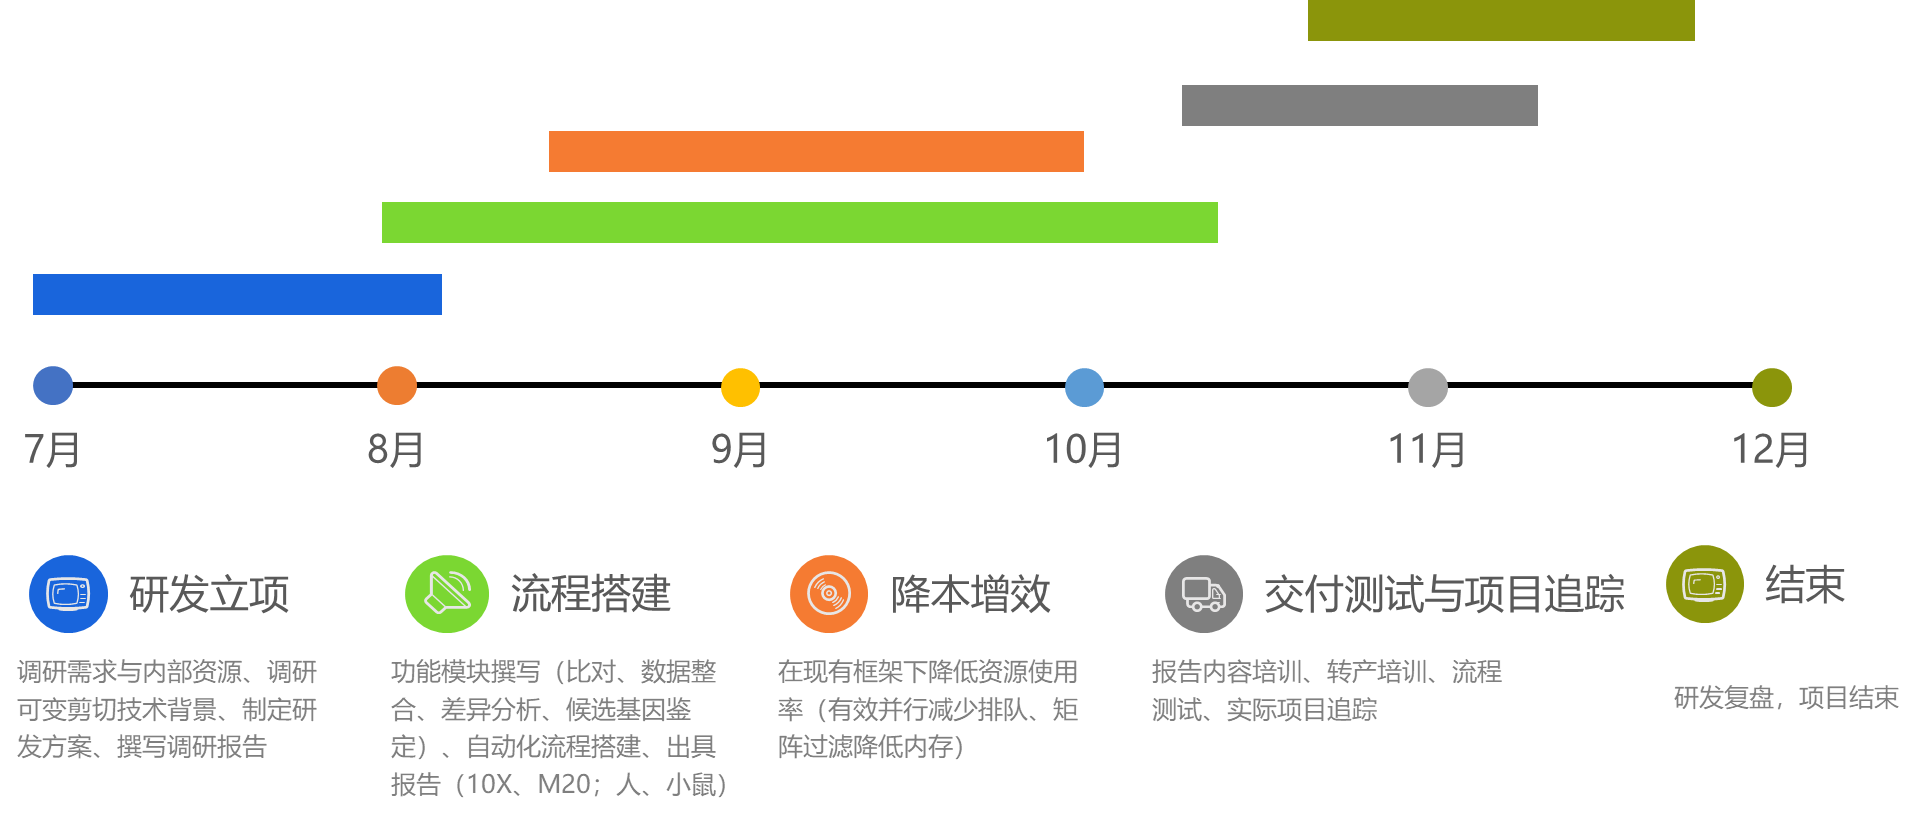 7月
8月
9月
10月
11月
12月
研发立项
调研需求与内部资源、调研
可变剪切技术背景、制定研
发方案、撰写调研报告
流程搭建
功能模块撰写（比对、数据整
合、差异分析、候选基因鉴
定）、自动化流程搭建、出具
报告（10X、M20；人、小鼠）
降本增效
在现有框架下降低资源使用
率（有效并行减少排队、矩
阵过滤降低内存）
交付测试与项目追踪
报告内容培训、转产培训、流程
测试、实际项目追踪
结束
研发复盘，项目结束